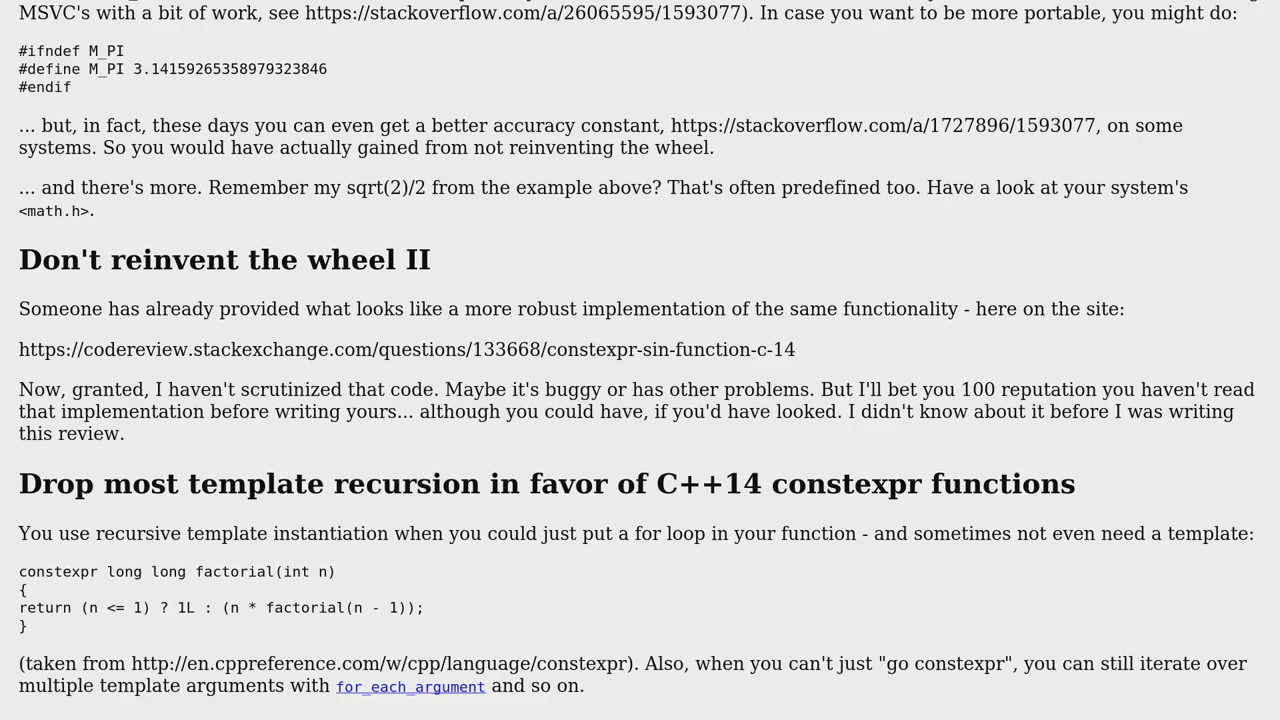 MSVC's with a bit of work, see https://stackoverflow.com/a/26065595/1593077). In case you want to be more portable, you might do:
#ifndef M_PI
#define M_PI 3.14159265358979323846
#endif
... but, in fact, these days you can even get a better accuracy constant, https://stackoverflow.com/a/1727896/1593077, on some
systems. So you would have actually gained from not reinventing the wheel.
... and there's more. Remember my sqrt(2)/2 from the example above? That's often predefined too. Have a look at your system's
<math.h>.
Don't reinvent the wheel II
Someone has already provided what looks like a more robust implementation of the same functionality - here on the site:
https://codereview.stackexchange.com/questions/133668/constexpr-sin-function-c-14
Now, granted, I haven't scrutinized that code. Maybe it's buggy or has other problems. But I'll bet you 100 reputation you haven't read
that implementation before writing yours... although you could have, if you'd have looked. I didn't know about it before I was writing
this review.
Drop most template recursion in favor of C++14 constexpr functions
You use recursive template instantiation when you could just put a for loop in your function - and sometimes not even need a template:
constexpr long long factorial(int n)
{
return (n <= 1) ? 1L : (n * factorial(n - 1));
}
(taken from http://en.cppreference.com/w/cpp/language/constexpr). Also, when you can't just "go constexpr", you can still iterate over
multiple template arguments with for_each_argument and so on.